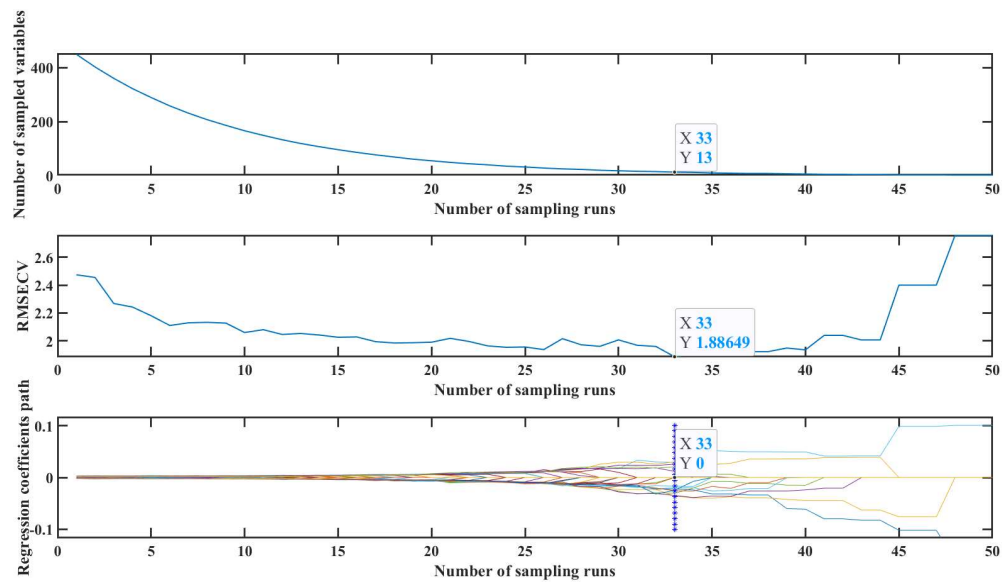 Number of sampled variables
400
200
0
X 33
Y 13
0 5 10 15 20 25 30 35 40 45 50
Number of sampling runs
RMSECV
2.6
2.4
2.2
2
X 33
Y 1.88649
0 5 10 15 20 25 30 35 40 45 50
Number of sampling runs
Regression coefficients path
0.1
0
-0.1
X 33
Y 0
0 5 10 15 20 25 30 35 40 45 50
Number of sampling runs